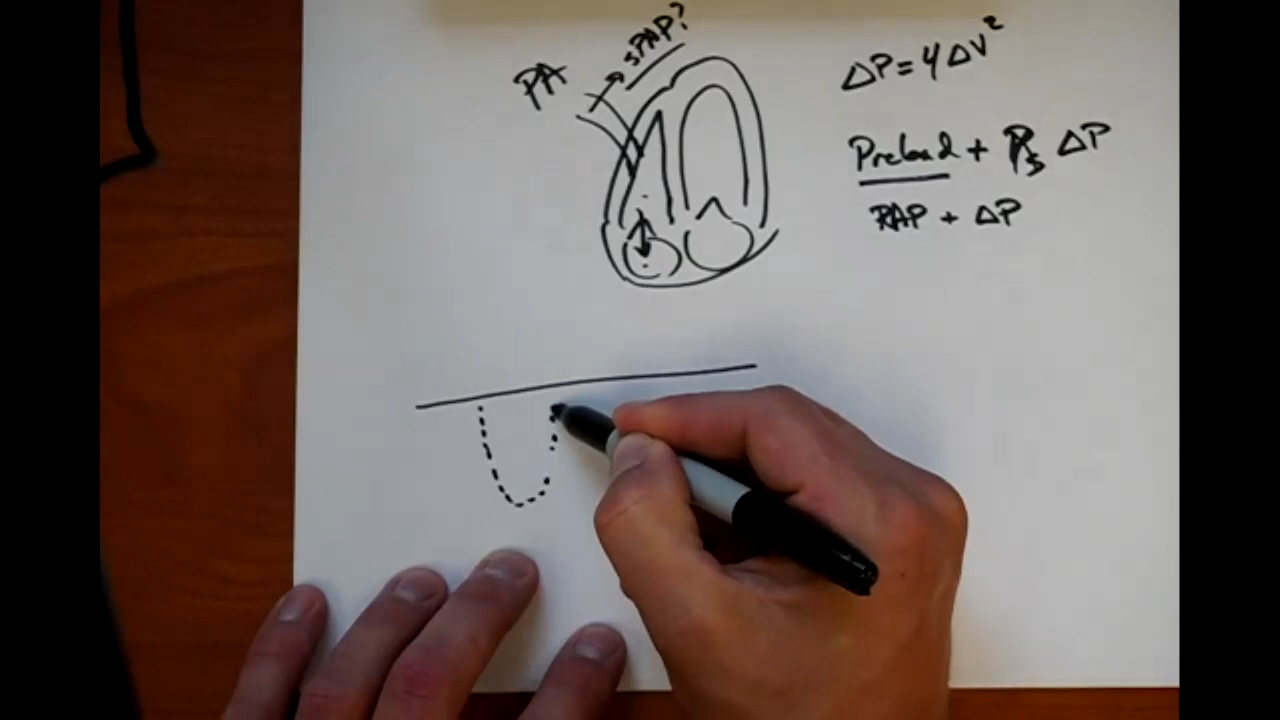 sPAP?
PA
ΔP = 4ΔV²
Preload + ΔP
RAP + ΔP